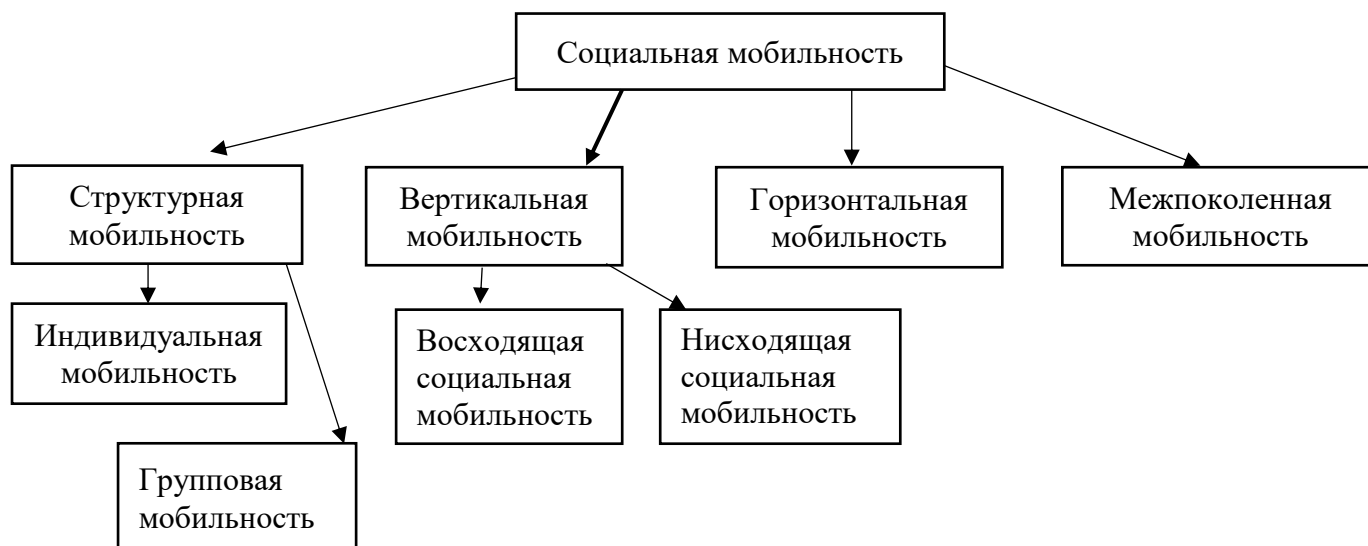 Социальная мобильность
Структурная
мобильность
Вертикальная
мобильность
Горизонтальная
мобильность
Межпоколенная
мобильность
Индивидуальная
мобильность
Восходящая
социальная
мобильность
Нисходящая
социальная
мобильность
Групповая
мобильность